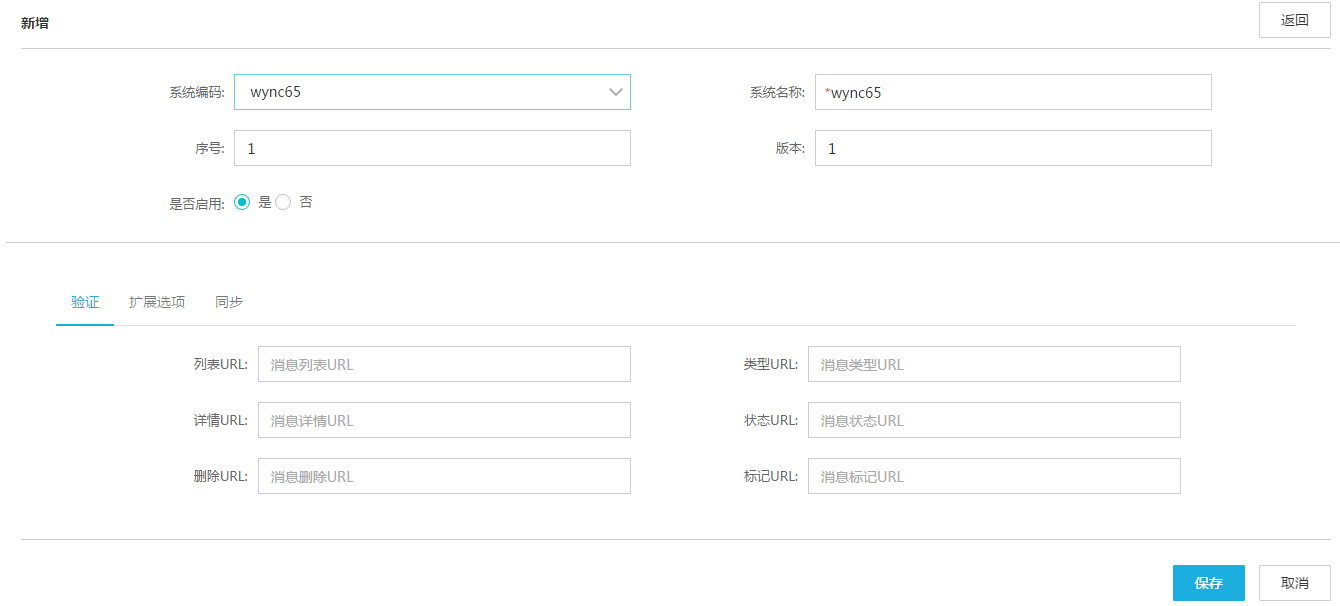 新增
返回
系统编码: wync65
系统名称: *wync65
序号: 1
版本: 1
是否启用: 是 否
验证 扩展选项 同步
列表URL: 消息列表URL
类型URL: 消息类型URL
详情URL: 消息详情URL
状态URL: 消息状态URL
删除URL: 消息删除URL
标记URL: 消息标记URL
保存 取消